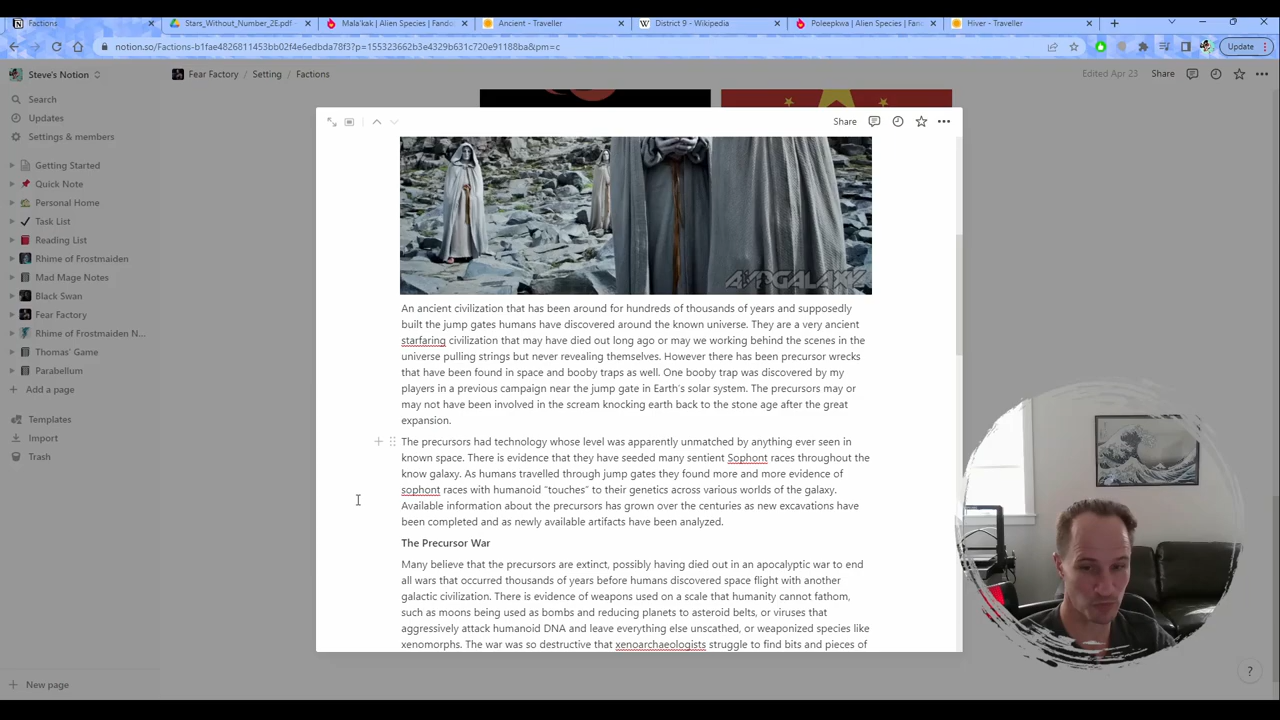 Factions
Stars_Without_Number_2E.pdf -
Mala'kak | Alien Species | Fando
Ancient - Traveller
District 9 - Wikipedia
Poleepkwa | Alien Species | Fan
Hiver - Traveller
notion.so/Factions-b1fae4826811453bb02f4e6edbda78f3?p=155323662b3e4329b631c720e91188ba&pm=c
Update
Steve's Notion
Fear Factory / Setting / Factions
Edited Apr 23
Share
Search
Updates
Settings & members
Getting Started
Quick Note
Personal Home
Task List
Reading List
Rhime of Frostmaiden
Mad Mage Notes
Black Swan
Fear Factory
Rhime of Frostmaiden N...
Thomas' Game
Parabellum
Add a page
Templates
Import
Trash
New page
Share
AVPGALAXY
An ancient civilization that has been around for hundreds of thousands of years and supposedly
built the jump gates humans have discovered around the known universe. They are a very ancient
starfaring civilization that may have died out long ago or may we working behind the scenes in the
universe pulling strings but never revealing themselves. However there has been precursor wrecks
that have been found in space and booby traps as well. One booby trap was discovered by my
players in a previous campaign near the jump gate in Earth's solar system. The precursors may or
may not have been involved in the scream knocking earth back to the stone age after the great
expansion.
The precursors had technology whose level was apparently unmatched by anything ever seen in
known space. There is evidence that they have seeded many sentient Sophont races throughout the
know galaxy. As humans travelled through jump gates they found more and more evidence of
sophont races with humanoid "touches" to their genetics across various worlds of the galaxy.
Available information about the precursors has grown over the centuries as new excavations have
been completed and as newly available artifacts have been analyzed.
The Precursor War
Many believe that the precursors are extinct, possibly having died out in an apocalyptic war to end
all wars that occurred thousands of years before humans discovered space flight with another
galactic civilization. There is evidence of weapons used on a scale that humanity cannot fathom,
such as moons being used as bombs and reducing planets to asteroid belts, or viruses that
aggressively attack humanoid DNA and leave everything else unscathed, or weaponized species like
xenomorphs. The war was so destructive that xenoarchaeologists struggle to find bits and pieces of
?